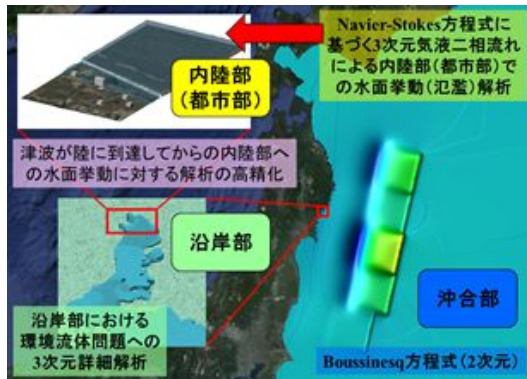 Navier-Stokes方程式に
基づく3次元気液二相流れ
による内陸部(都市部)で
の水面挙動(氾濫)解析
内陸部
(都市部)
津波が陸に到達してからの内陸部へ
の水面挙動に対する解析の高精化
沿岸部
沖合部
沿岸部における
環境流体問題への
3次元詳細解析
Boussinesq方程式(2次元)